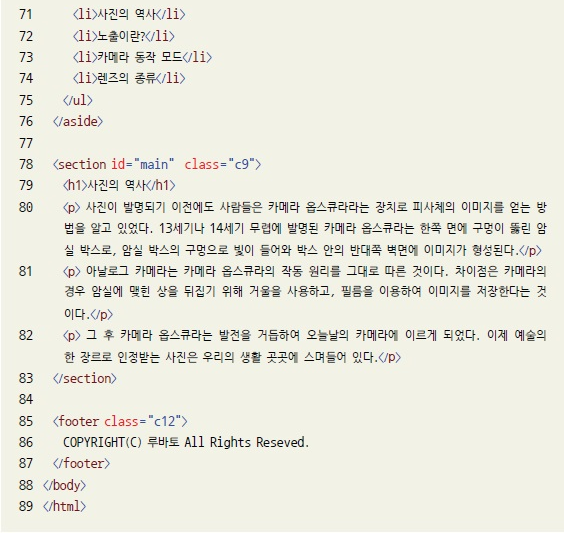 71 <li>사진의 역사</li>
72 <li>노출이란?</li>
73 <li>카메라 동작 모드</li>
74 <li>렌즈의 종류</li>
75 </ul>
76 </aside>
77
78 <section id="main" class="c9">
79 <h1>사진의 역사</h1>
80 <p> 사진이 발명되기 이전에도 사람들은 카메라 옵스큐라라는 장치로 피사체의 이미지를 얻는 방
법을 알고 있었다. 13세기나 14세기 무렵에 발명된 카메라 옵스큐라는 한쪽 면에 구멍이 뚫린 암
실 박스로, 암실 박스의 구멍으로 빛이 들어와 박스 안의 반대쪽 벽면에 이미지가 형성된다.</p>
81 <p> 아날로그 카메라는 카메라 옵스큐라의 작동 원리를 그대로 따른 것이다. 차이점은 카메라의
경우 암실에 맺힌 상을 뒤집기 위해 거울을 사용하고, 필름을 이용하여 이미지를 저장한다는 것
이다.</p>
82 <p> 그 후 카메라 옵스큐라는 발전을 거듭하여 오늘날의 카메라에 이르게 되었다. 이제 예술의
한 장르로 인정받는 사진은 우리의 생활 곳곳에 스며들어 있다.</p>
83 </section>
84
85 <footer class="c12">
86 COPYRIGHT(C) 루바토 All Rights Reseved.
87 </footer>
88 </body>
89 </html>